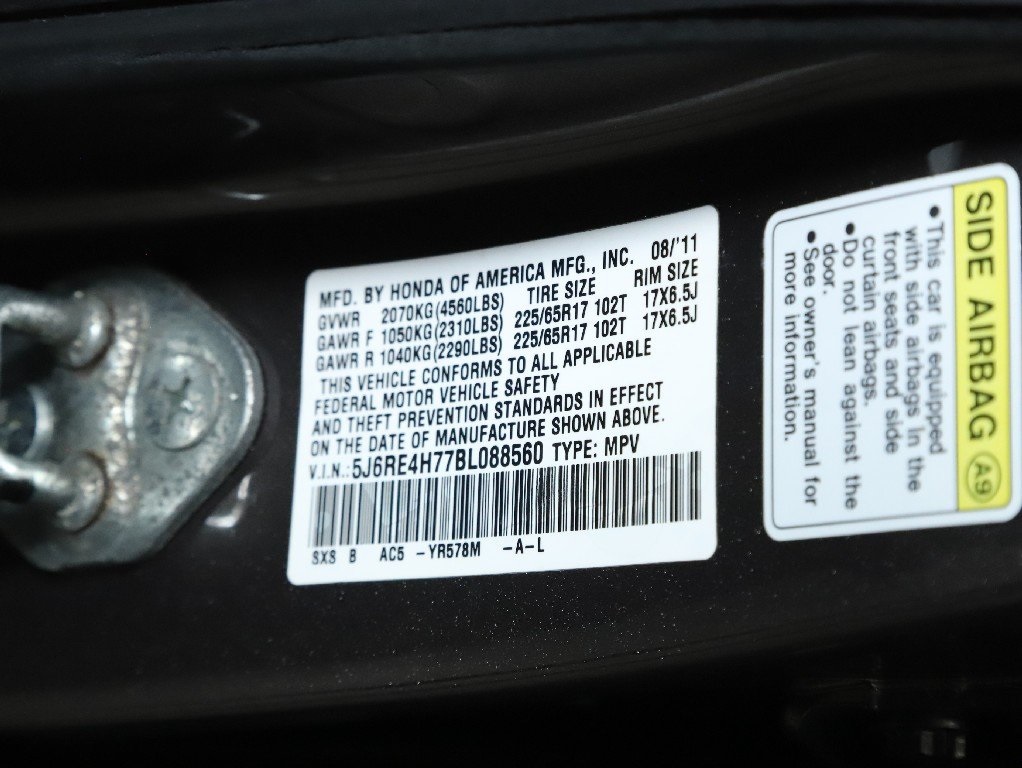 MFD. BY HONDA OF AMERICA MFG., INC. 08/'11
GVWR 2070KG(4560LBS) TIRE SIZE RIM SIZE
GAWR F 1050KG(2310LBS) 225/65R17 102T 17X6.5J
GAWR R 1040KG(2290LBS) 225/65R17 102T 17X6.5J
THIS VEHICLE CONFORMS TO ALL APPLICABLE
FEDERAL MOTOR VEHICLE SAFETY
AND THEFT PREVENTION STANDARDS IN EFFECT
ON THE DATE OF MANUFACTURE SHOWN ABOVE.
V.I.N.: 5J6RE4H77BL088560 TYPE: MPV
SXS B AC5 -YR578M -A-L
SIDE AIRBAG A9
• This car is equipped
with side airbags in the
front seats and side
curtain airbags.
• Do not lean against the
door.
• See owner's manual for
more information.